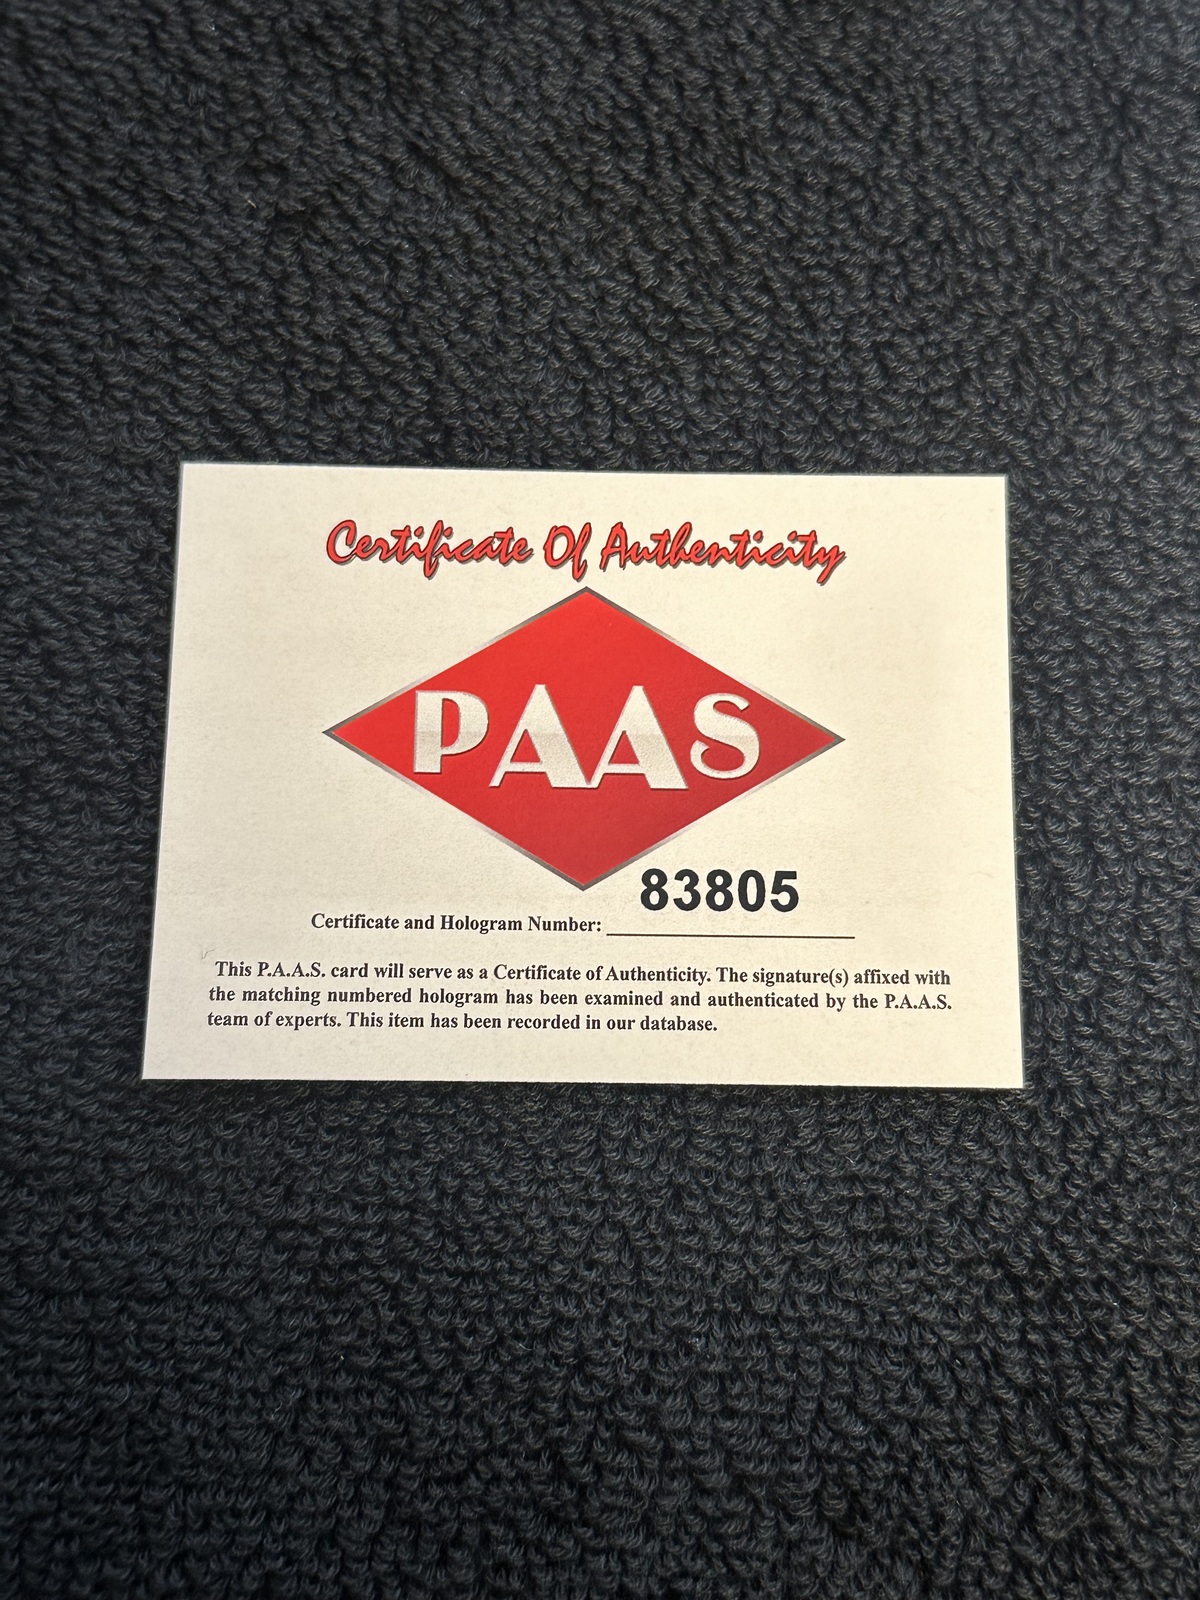 Certificate Of Authenticity
PAAS
83805
Certificate and Hologram Number:
This P.A.A.S. card will serve as a Certificate of Authenticity. The signature(s) affixed with
the matching numbered hologram has been examined and authenticated by the P.A.A.S.
team of experts. This item has been recorded in our database.